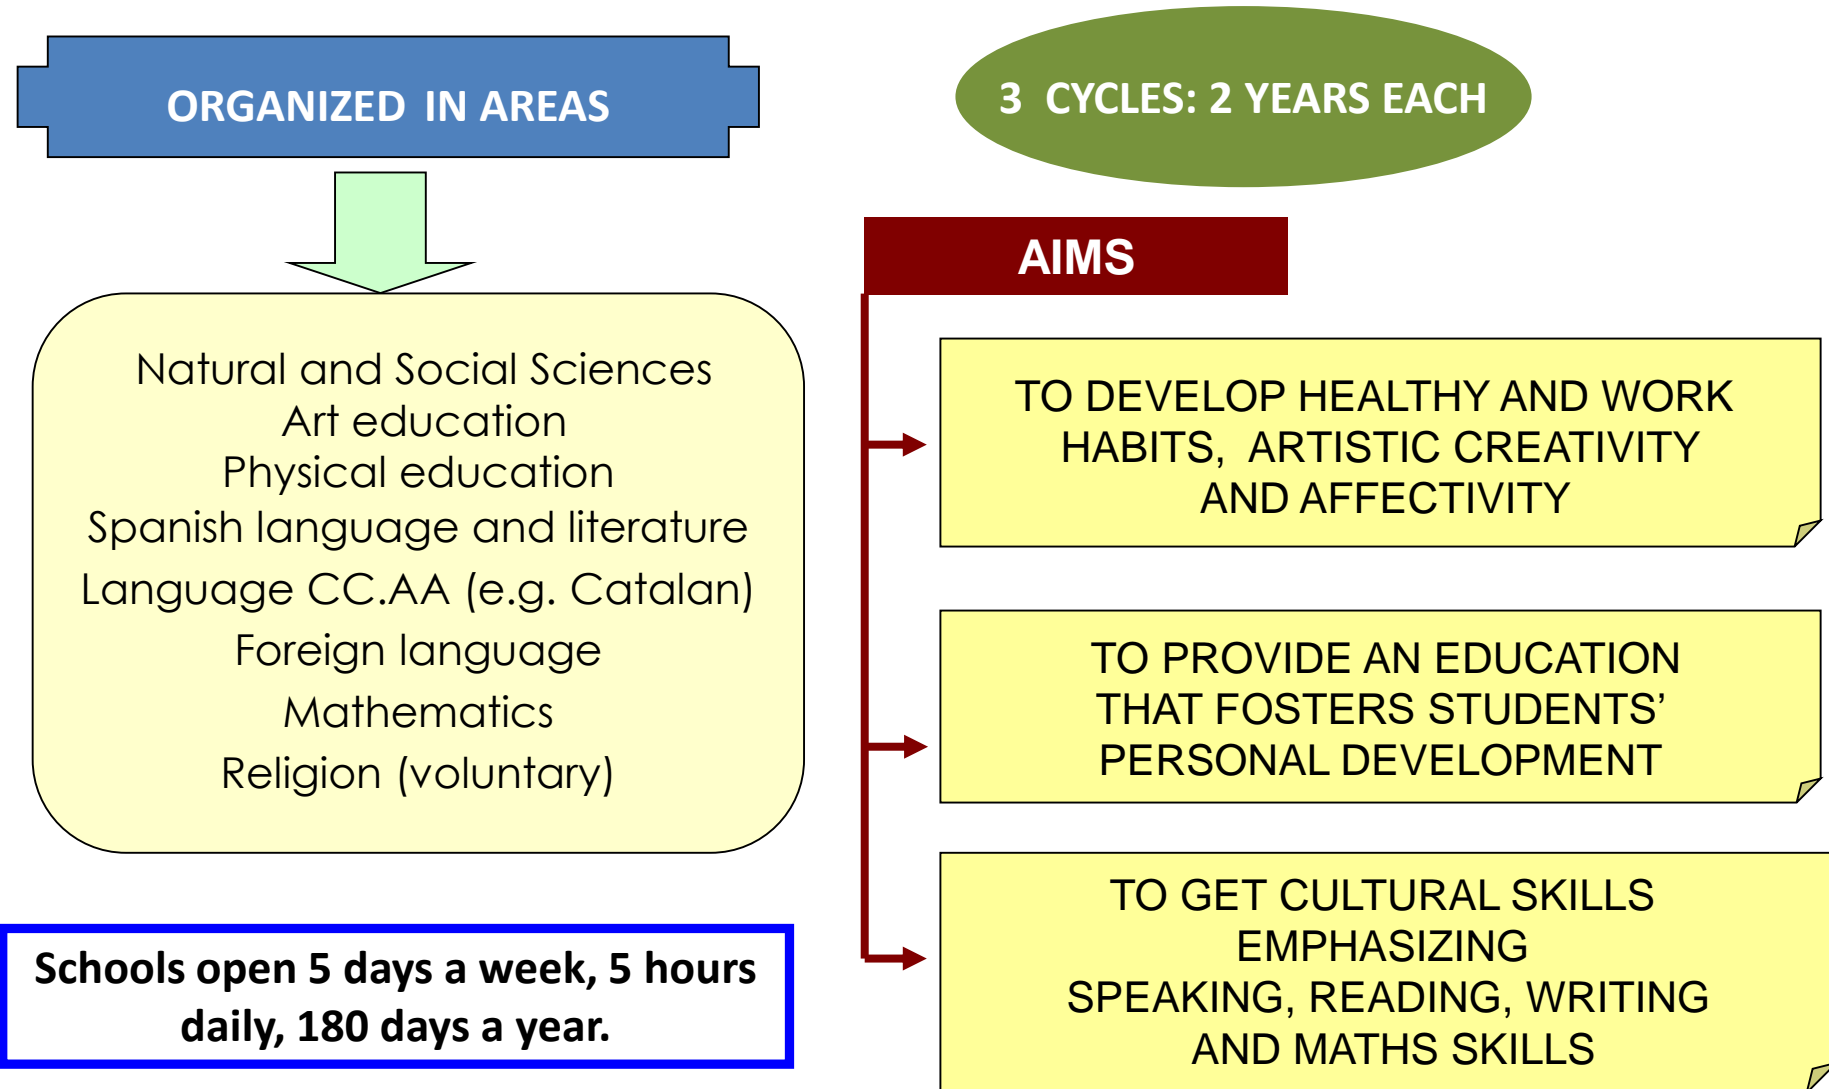 ORGANIZED IN AREAS
Natural and Social Sciences
Art education
Physical education
Spanish language and literature
Language CC.AA (e.g. Catalan)
Foreign language
Mathematics
Religion (voluntary)
Schools open 5 days a week, 5 hours
daily, 180 days a year.
3 CYCLES: 2 YEARS EACH
AIMS
TO DEVELOP HEALTHY AND WORK
HABITS, ARTISTIC CREATIVITY
AND AFFECTIVITY
TO PROVIDE AN EDUCATION
THAT FOSTERS STUDENTS’
PERSONAL DEVELOPMENT
TO GET CULTURAL SKILLS
EMPHASIZING
SPEAKING, READING, WRITING
AND MATHS SKILLS